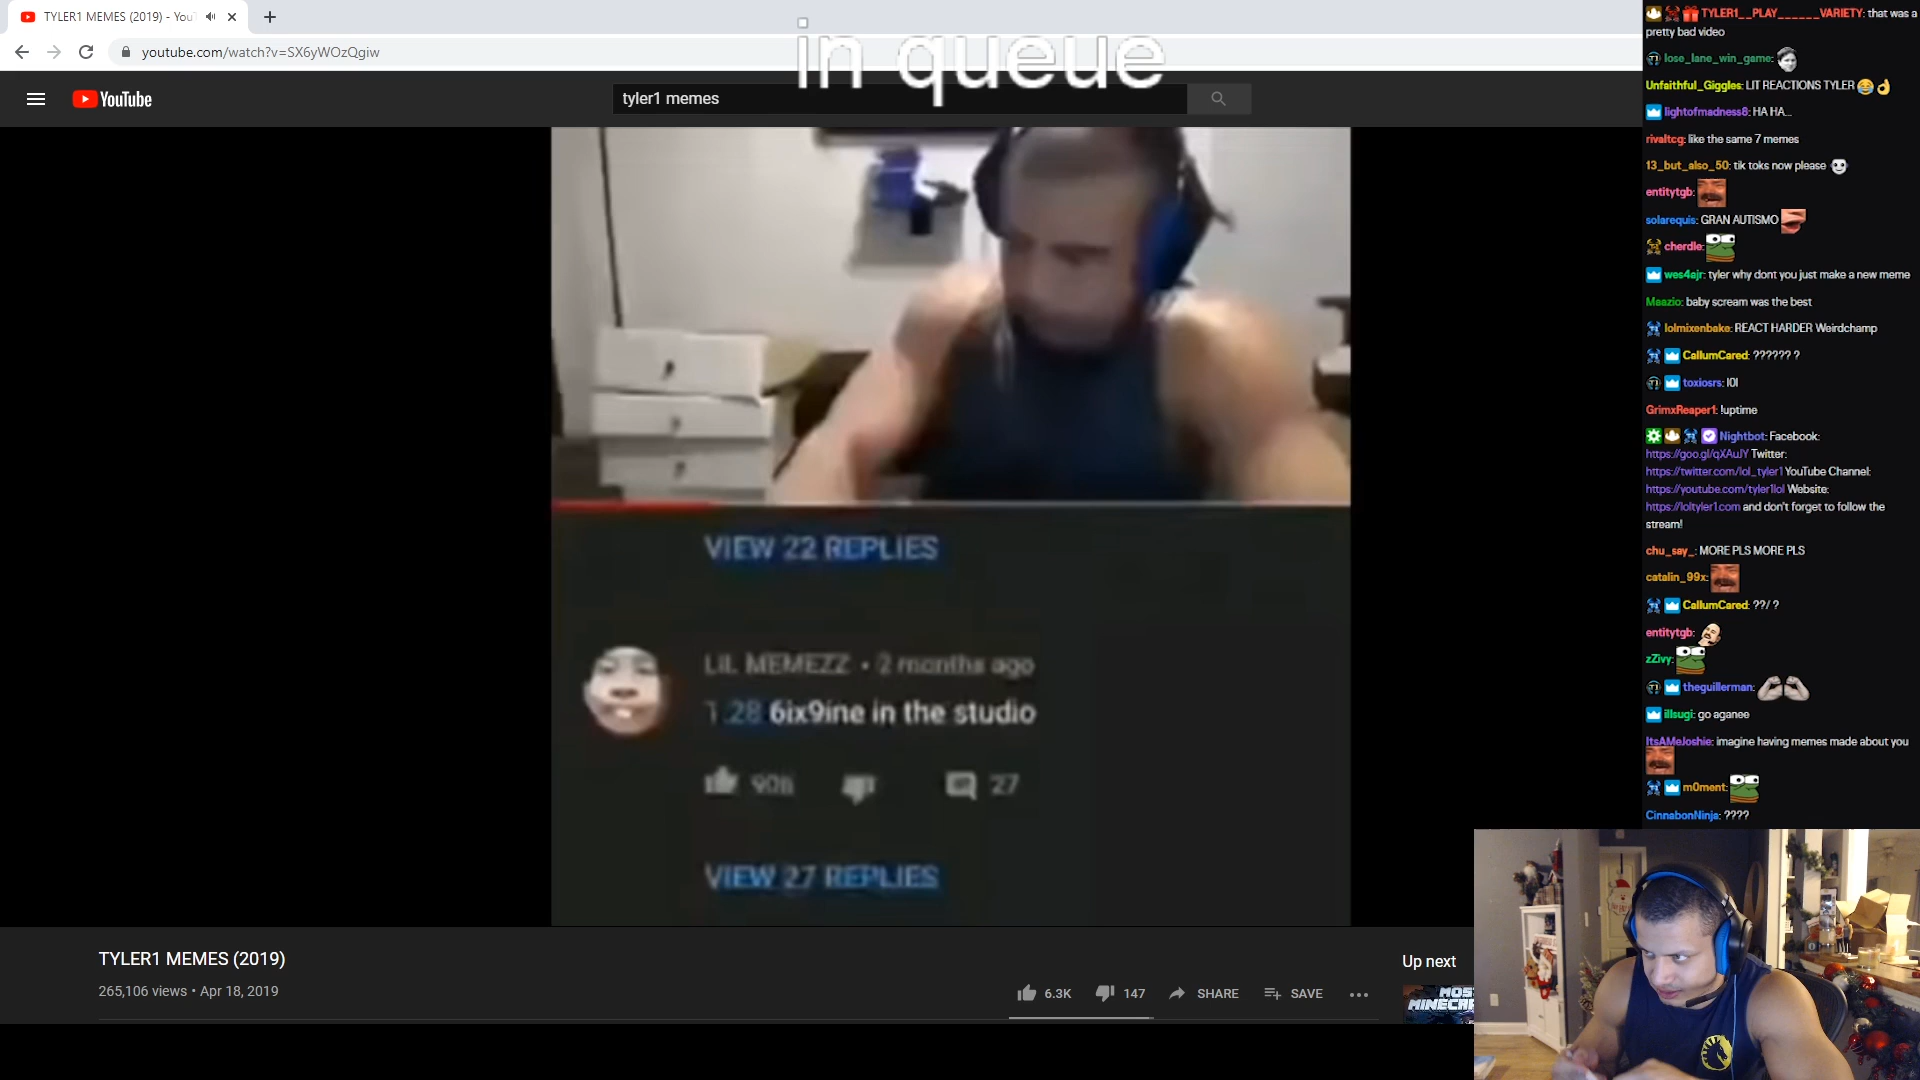 TYLER1 MEMES (2019) - You
youtube.com/watch?v=SX6yWOzQgiw
in queue
YouTube
tyler1 memes
VIEW 22 REPLIES
LIL MEMEZZ • 2 months ago
1.28 6ix9ine in the studio
27
VIEW 27 REPLIES
TYLER1 MEMES (2019)
265,106 views • Apr 18, 2019
6.3K 147 SHARE SAVE
Up next
TYLER1__PLAY______VARIETY: that was a
pretty bad video
lose_lane_win_game:
Unfaithful_Giggles: LIT REACTIONS TYLER
lightofmadness8: HA HA...
rivaltcg: like the same 7 memes
13_but_also_50: tik toks now please
entitytgb:
solarequis: GRAN AUTISMO
cherdle:
wes4ajr: tyler why dont you just make a new meme
Maazio: baby scream was the best
lolmixenbake: REACT HARDER Weirdchamp
CallumCared: ?????? ?
toxiosrs: lOl
GrimxReaper1: !uptime
Nightbot: Facebook:
https://goo.gl/qXAuJY Twitter:
https://twitter.com/lol_tyler1 YouTube Channel:
https://youtube.com/tyler1lol Website:
https://loltyler1.com and don't forget to follow the
stream!
chu_say_: MORE PLS MORE PLS
catalin_99x:
CallumCared: ??/ ?
entitytgb:
zZivy:
theguillerman:
illsugi: go aganee
ItsAMeJoshie: imagine having memes made about you
m0ment:
CinnabonNinja: ????